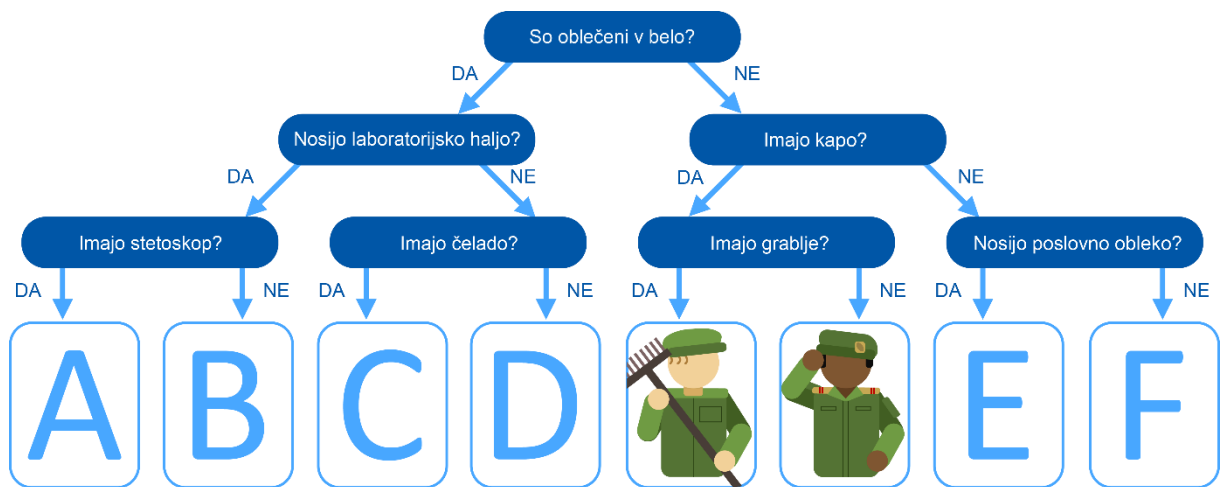 So oblečeni v belo?
DA
NE
Nosijo laboratorijsko haljo?
Imajo kapo?
DA
NE
DA
NE
Imajo stetoskop?
Imajo čelado?
Imajo grablje?
Nosijo poslovno obleko?
DA
NE
DA
NE
DA
NE
DA
NE
A
B
C
D
E
F